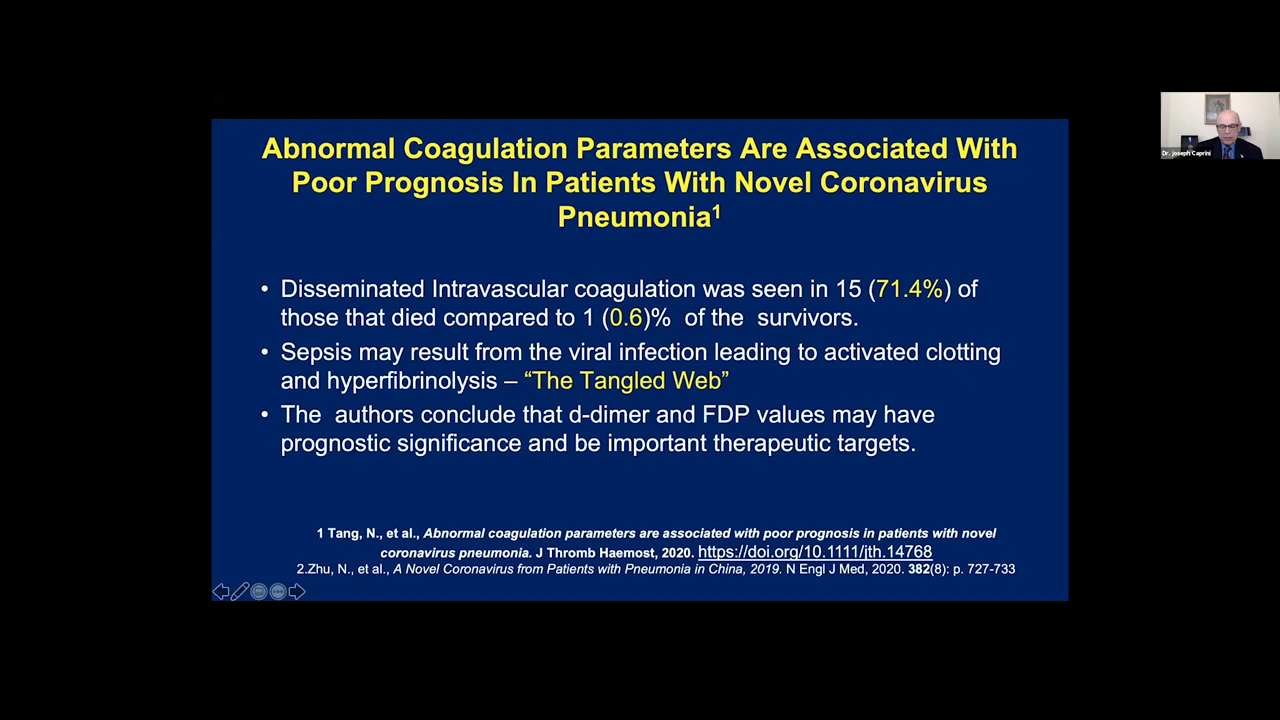 Abnormal Coagulation Parameters Are Associated With
Poor Prognosis In Patients With Novel Coronavirus
Pneumonia¹
• Disseminated Intravascular coagulation was seen in 15 (71.4%) of
those that died compared to 1 (0.6)% of the survivors.
• Sepsis may result from the viral infection leading to activated clotting
and hyperfibrinolysis – “The Tangled Web”
• The authors conclude that d-dimer and FDP values may have
prognostic significance and be important therapeutic targets.
1 Tang, N., et al., Abnormal coagulation parameters are associated with poor prognosis in patients with novel
coronavirus pneumonia. J Thromb Haemost, 2020. https://doi.org/10.1111/jth.14768
2.Zhu, N., et al., A Novel Coronavirus from Patients with Pneumonia in China, 2019. N Engl J Med, 2020. 382(8): p. 727-733
Dr. joseph Caprini